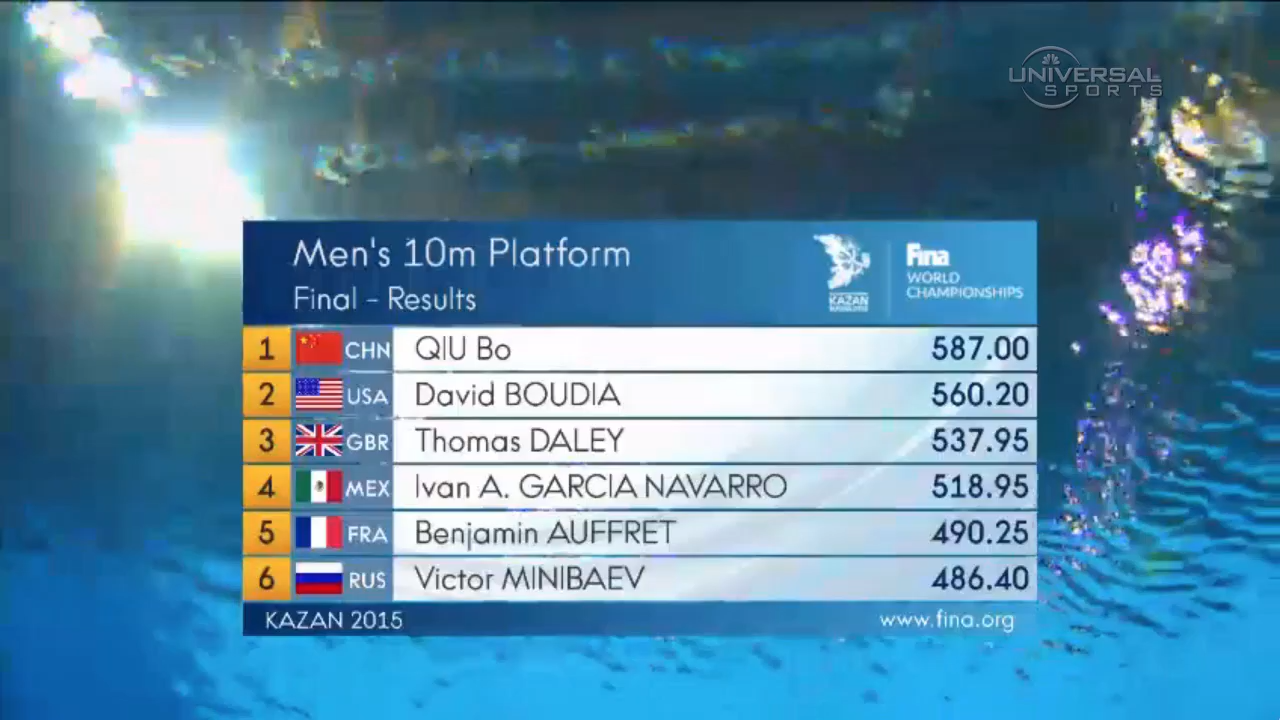 UNIVERSAL
SPORTS
Men's 10m Platform
Final - Results
KAZAN
Fina
WORLD
CHAMPIONSHIPS
1 CHN QIU Bo 587.00
2 USA David BOUDIA 560.20
3 GBR Thomas DALEY 537.95
4 MEX Ivan A. GARCIA NAVARRO 518.95
5 FRA Benjamin AUFFRET 490.25
6 RUS Victor MINIBAEV 486.40
KAZAN 2015 www.fina.org